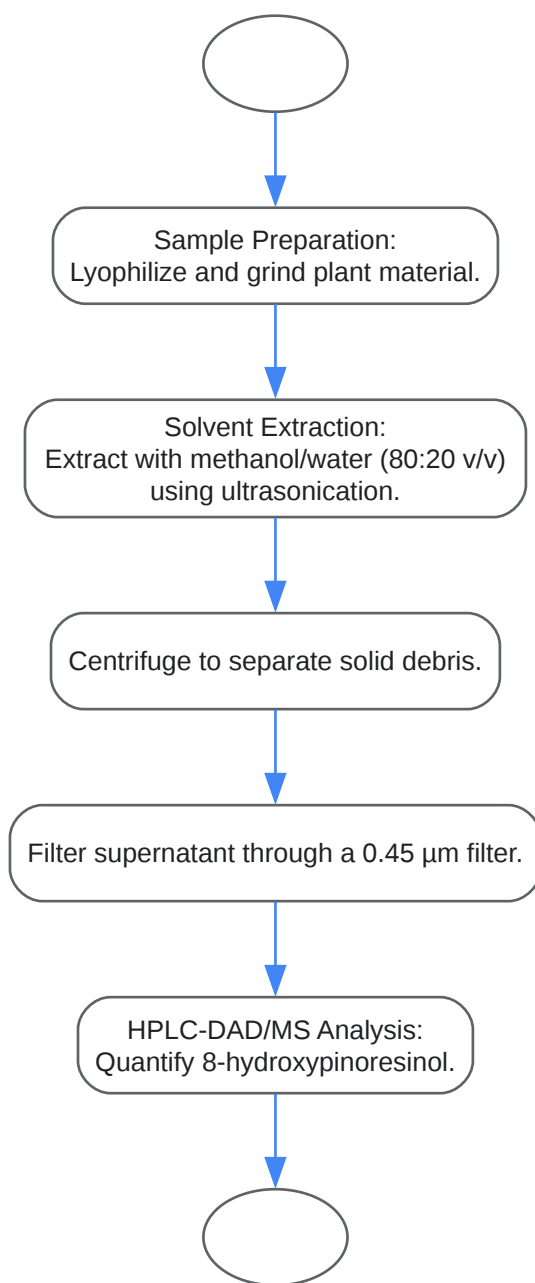 Sample Preparation:
Lyophilize and grind plant material.
Solvent Extraction:
Extract with methanol/water (80:20 v/v)
using ultrasonication.
Centrifuge to separate solid debris.
Filter supernatant through a 0.45 µm filter.
HPLC-DAD/MS Analysis:
Quantify 8-hydroxypinoresinol.